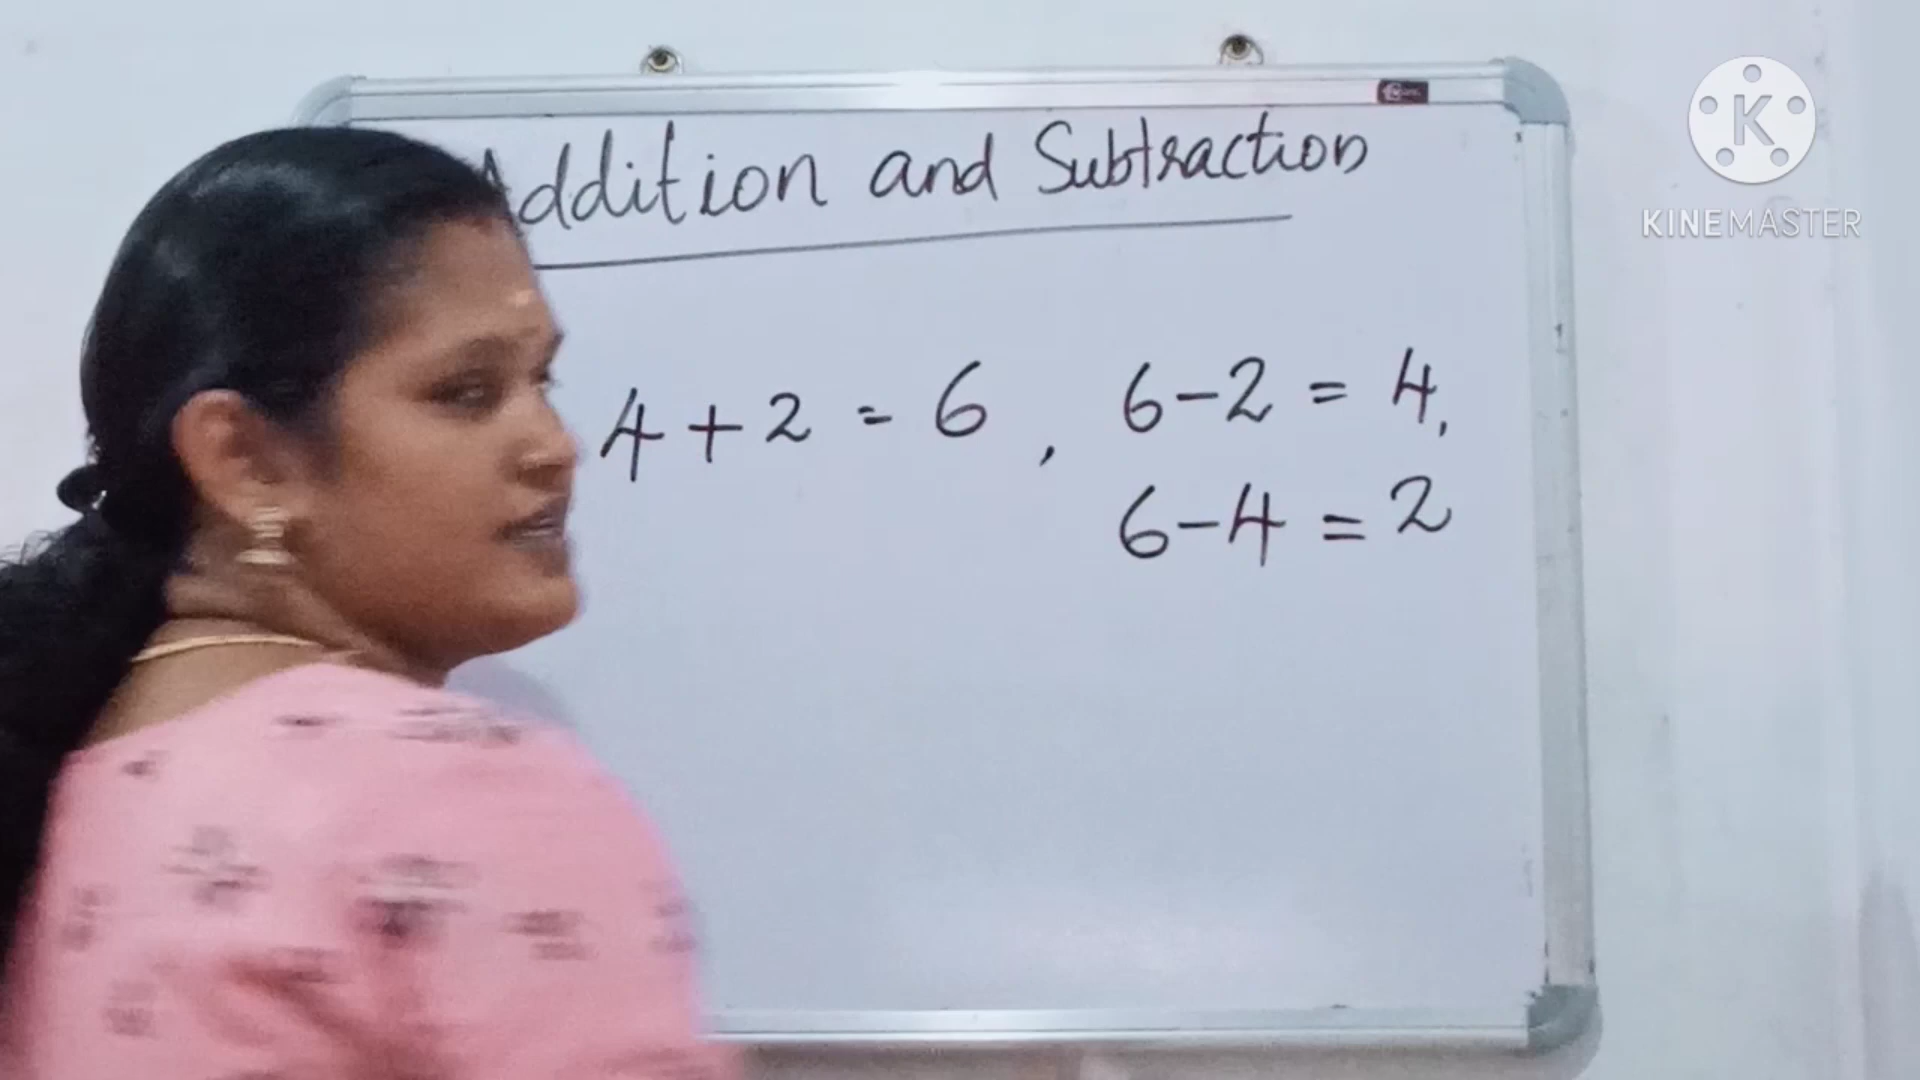 Addition and Subtraction
4 + 2 = 6 , 6 - 2 = 4,
6 - 4 = 2
K
KINEMASTER